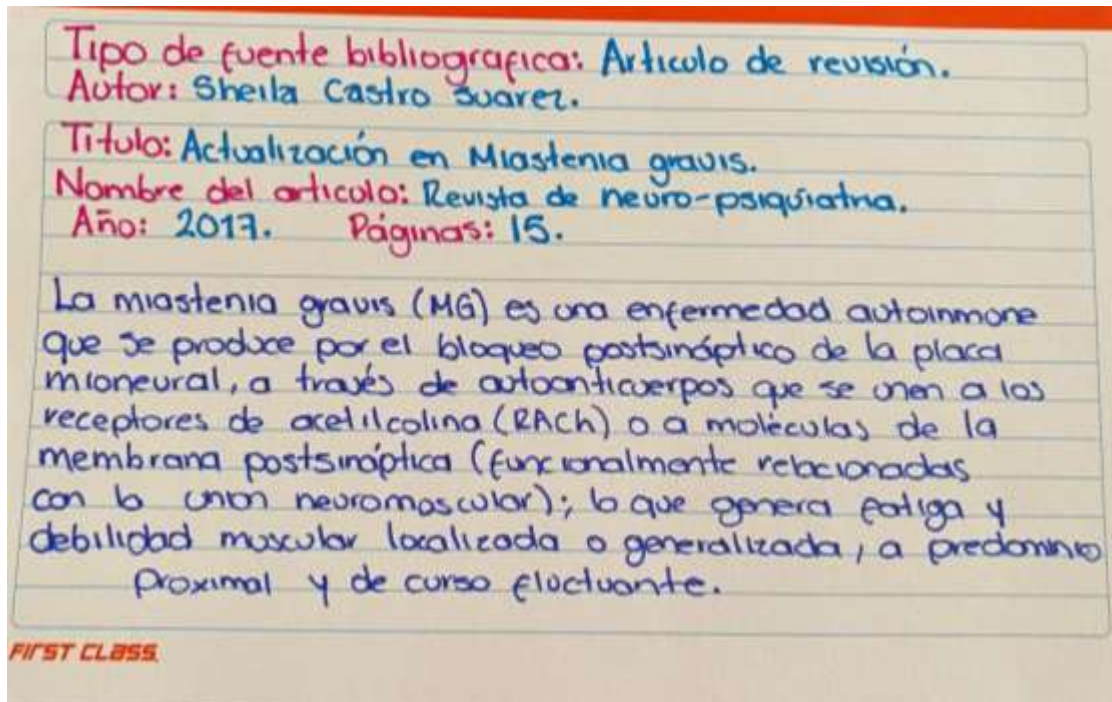 Tipo de fuente bibliografica: Articulo de revisión.
Autor: Sheila Castro Suarez.
Titulo: Actualización en Miastenia gravis.
Nombre del articulo: Revista de neuro-psiquiatria.
Año: 2017. Páginas: 15.
La miastenia gravis (MG) es una enfermedad autoinmune
que se produce por el bloqueo postsináptico de la placa
mioneural, a través de autoanticuerpos que se unen a los
receptores de acetilcolina (RACh) o a moléculas de la
membrana postsináptica (funcionalmente relacionadas
con la union neuromuscular); lo que genera fatiga y
debilidad muscular localizada o generalizada, a predominio
proximal y de curso fluctuante.
FIRST CLASS